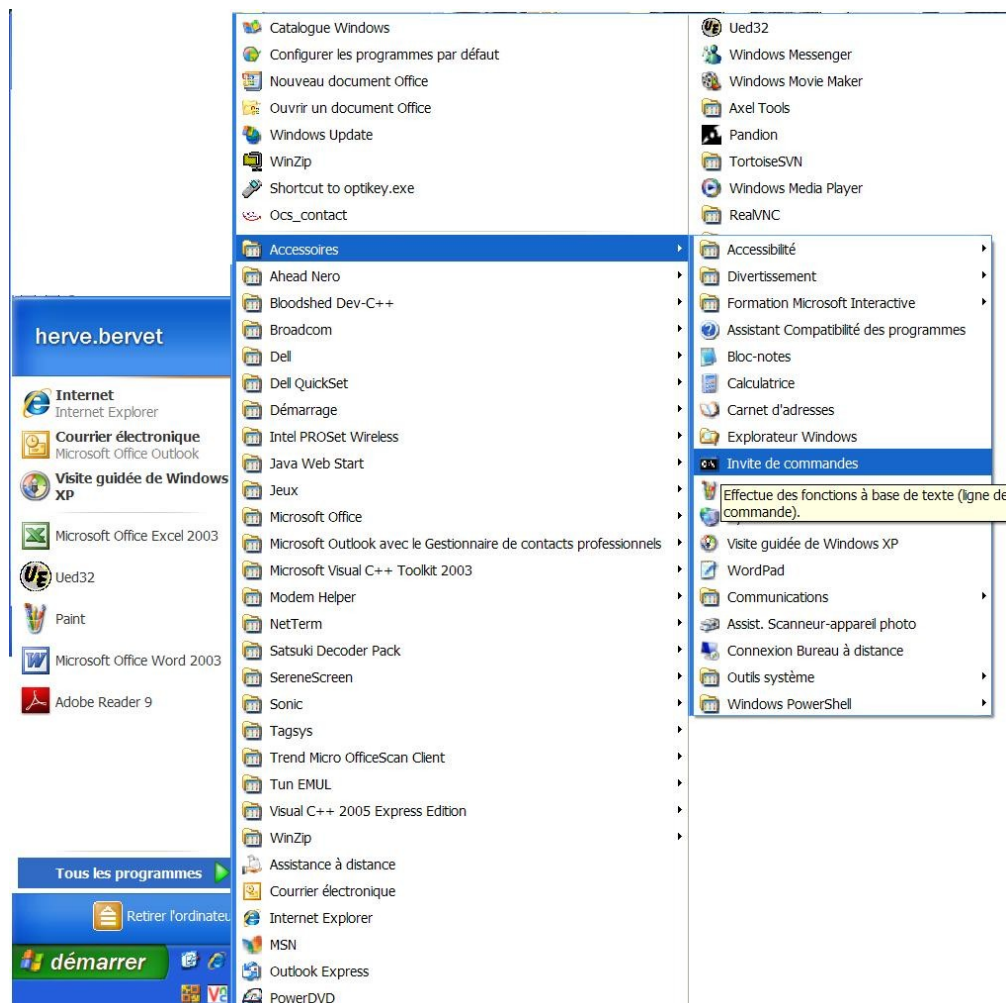 Catalogue Windows
Configurer les programmes par défaut
Nouveau document Office
Ouvrir un document Office
Windows Update
WinZip
Shortcut to optikey.exe
Ocs_contact
Accessoires
Ahead Nero
Bloodshed Dev-C++
Broadcom
Dell
Dell QuickSet
Démarrage
Intel PROSet Wireless
Java Web Start
Jeux
Microsoft Office
Microsoft Outlook avec le Gestionnaire de contacts professionnels
Microsoft Visual C++ Toolkit 2003
Modem Helper
NetTerm
Satsuki Decoder Pack
SereneScreen
Sonic
Tagsys
Trend Micro OfficeScan Client
Tun EMUL
Visual C++ 2005 Express Edition
WinZip
Assistance à distance
Courrier électronique
Internet Explorer
MSN
Outlook Express
PowerDVD
Ued32
Windows Messenger
Windows Movie Maker
Axel Tools
Pandion
TortoiseSVN
Windows Media Player
RealVNC
Accessibilité
Divertissement
Formation Microsoft Interactive
Assistant Compatibilité des programmes
Bloc-notes
Calculatrice
Carnet d'adresses
Explorateur Windows
Invite de commandes
Effectue des fonctions à base de texte (ligne de
commande).
Visite guidée de Windows XP
WordPad
Communications
Assist. Scanneur-appareil photo
Connexion Bureau à distance
Outils système
Windows PowerShell
herve.bervet
Internet
Internet Explorer
Courrier électronique
Microsoft Office Outlook
Visite guidée de Windows
XP
Microsoft Office Excel 2003
Ued32
Paint
Microsoft Office Word 2003
Adobe Reader 9
Tous les programmes
Retirer l'ordinateu
démarrer